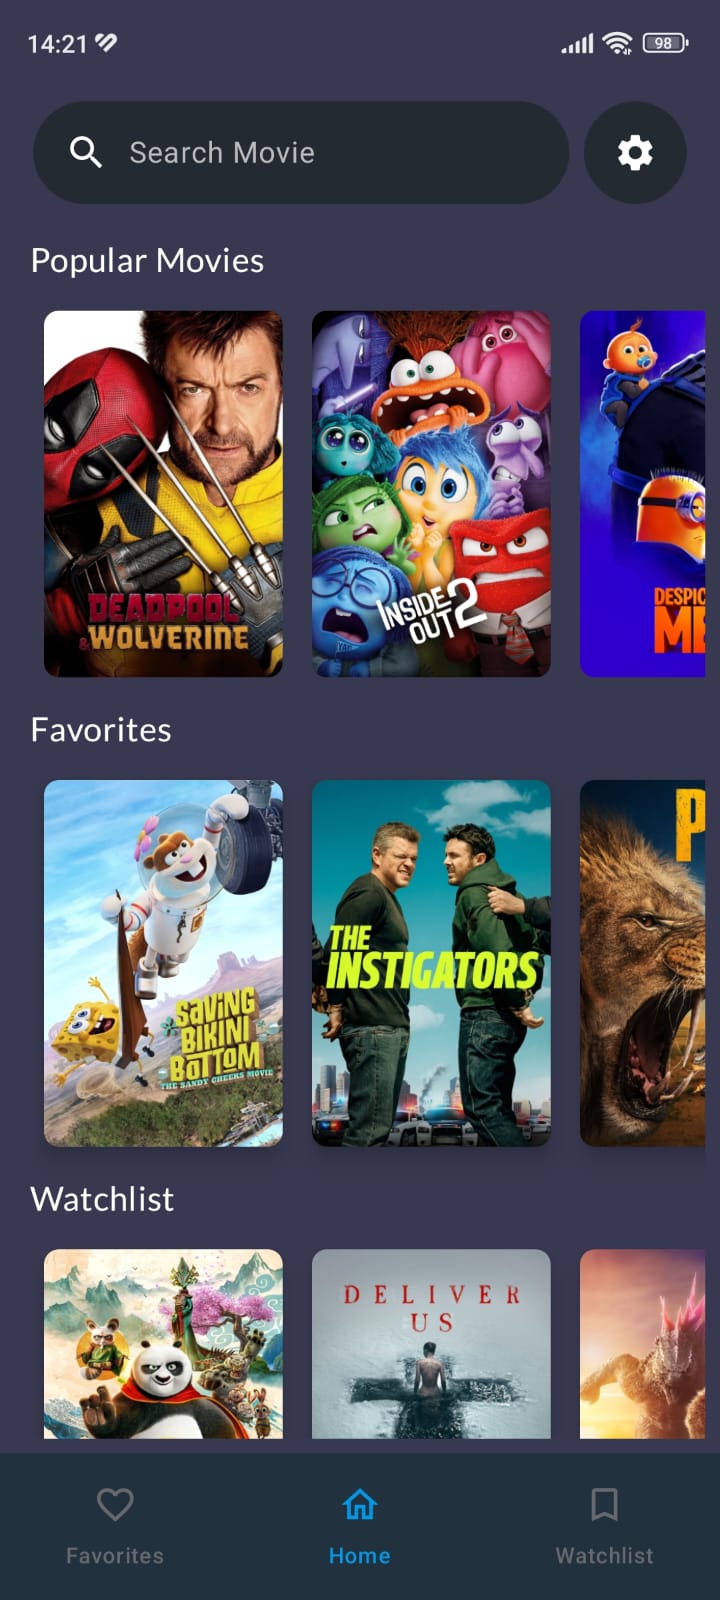 14:21
98
Search Movie
Popular Movies
DEADPOOL
& WOLVERINE
INSIDE
OUT 2
DESPIC
ME
Favorites
SAVING
BIKINI
BOTTOM
THE SANDY CHEEKS MOVIE
THE
INSTIGATORS
P
Watchlist
DELIVER
US
Favorites
Home
Watchlist